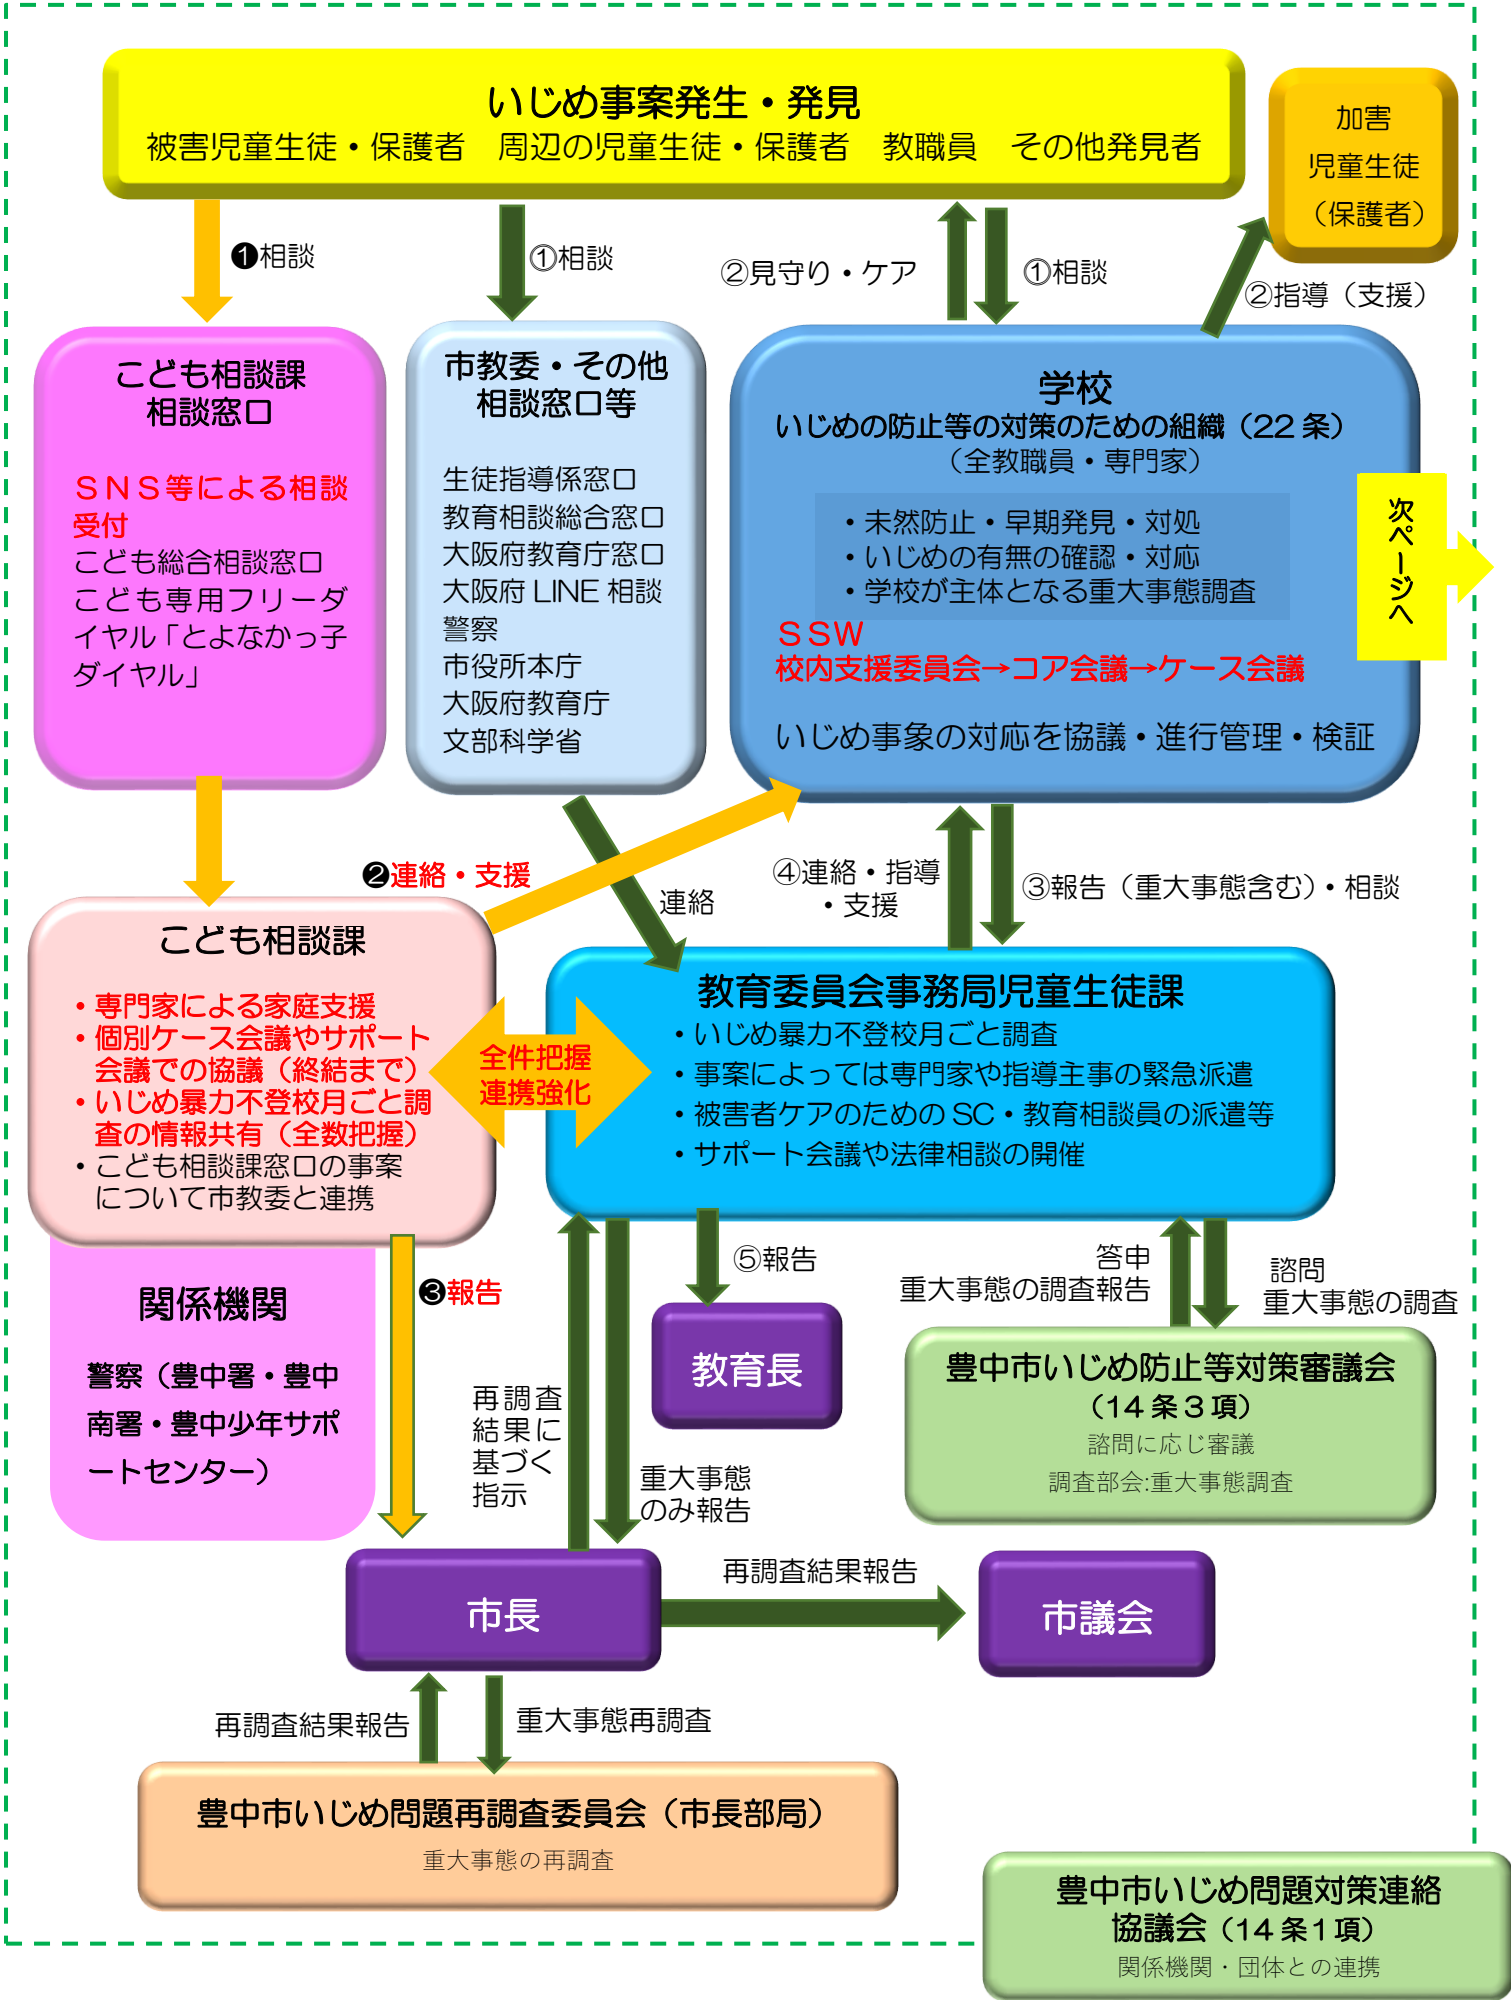 いじめ事案発生・発見
被害児童生徒・保護者　周辺の児童生徒・保護者　教職員　その他発見者
加害
児童生徒
（保護者）
❶相談
①相談
②見守り・ケア
①相談
②指導（支援）
こども相談課
相談窓口
ＳＮＳ等による相談
受付
こども総合相談窓口
こども専用フリーダ
イヤル「とよなかっ子
ダイヤル」
市教委・その他
相談窓口等
生徒指導係窓口
教育相談総合窓口
大阪府教育庁窓口
大阪府 LINE 相談
警察
市役所本庁
大阪府教育庁
文部科学省
学校
いじめの防止等の対策のための組織（22 条）
（全教職員・専門家）
・未然防止・早期発見・対処
・いじめの有無の確認・対応
・学校が主体となる重大事態調査
ＳＳＷ
校内支援委員会→コア会議→ケース会議
いじめ事象の対応を協議・進行管理・検証
次ページへ
❷連絡・支援
連絡
④連絡・指導
・支援
③報告（重大事態含む）・相談
こども相談課
・専門家による家庭支援
・個別ケース会議やサポート
会議での協議（終結まで）
・いじめ暴力不登校月ごと調
査の情報共有（全数把握）
・こども相談課窓口の事案
について市教委と連携
全件把握
連携強化
教育委員会事務局児童生徒課
・いじめ暴力不登校月ごと調査
・事案によっては専門家や指導主事の緊急派遣
・被害者ケアのための SC・教育相談員の派遣等
・サポート会議や法律相談の開催
関係機関
警察（豊中署・豊中
南署・豊中少年サポ
ートセンター）
❸報告
再調査
結果に
基づく
指示
重大事態
のみ報告
⑤報告
教育長
答申
重大事態の調査報告
諮問
重大事態の調査
豊中市いじめ防止等対策審議会
（14 条３項）
諮問に応じ審議
調査部会:重大事態調査
市長
再調査結果報告
市議会
再調査結果報告
重大事態再調査
豊中市いじめ問題再調査委員会（市長部局）
重大事態の再調査
豊中市いじめ問題対策連絡
協議会（14 条１項）
関係機関・団体との連携